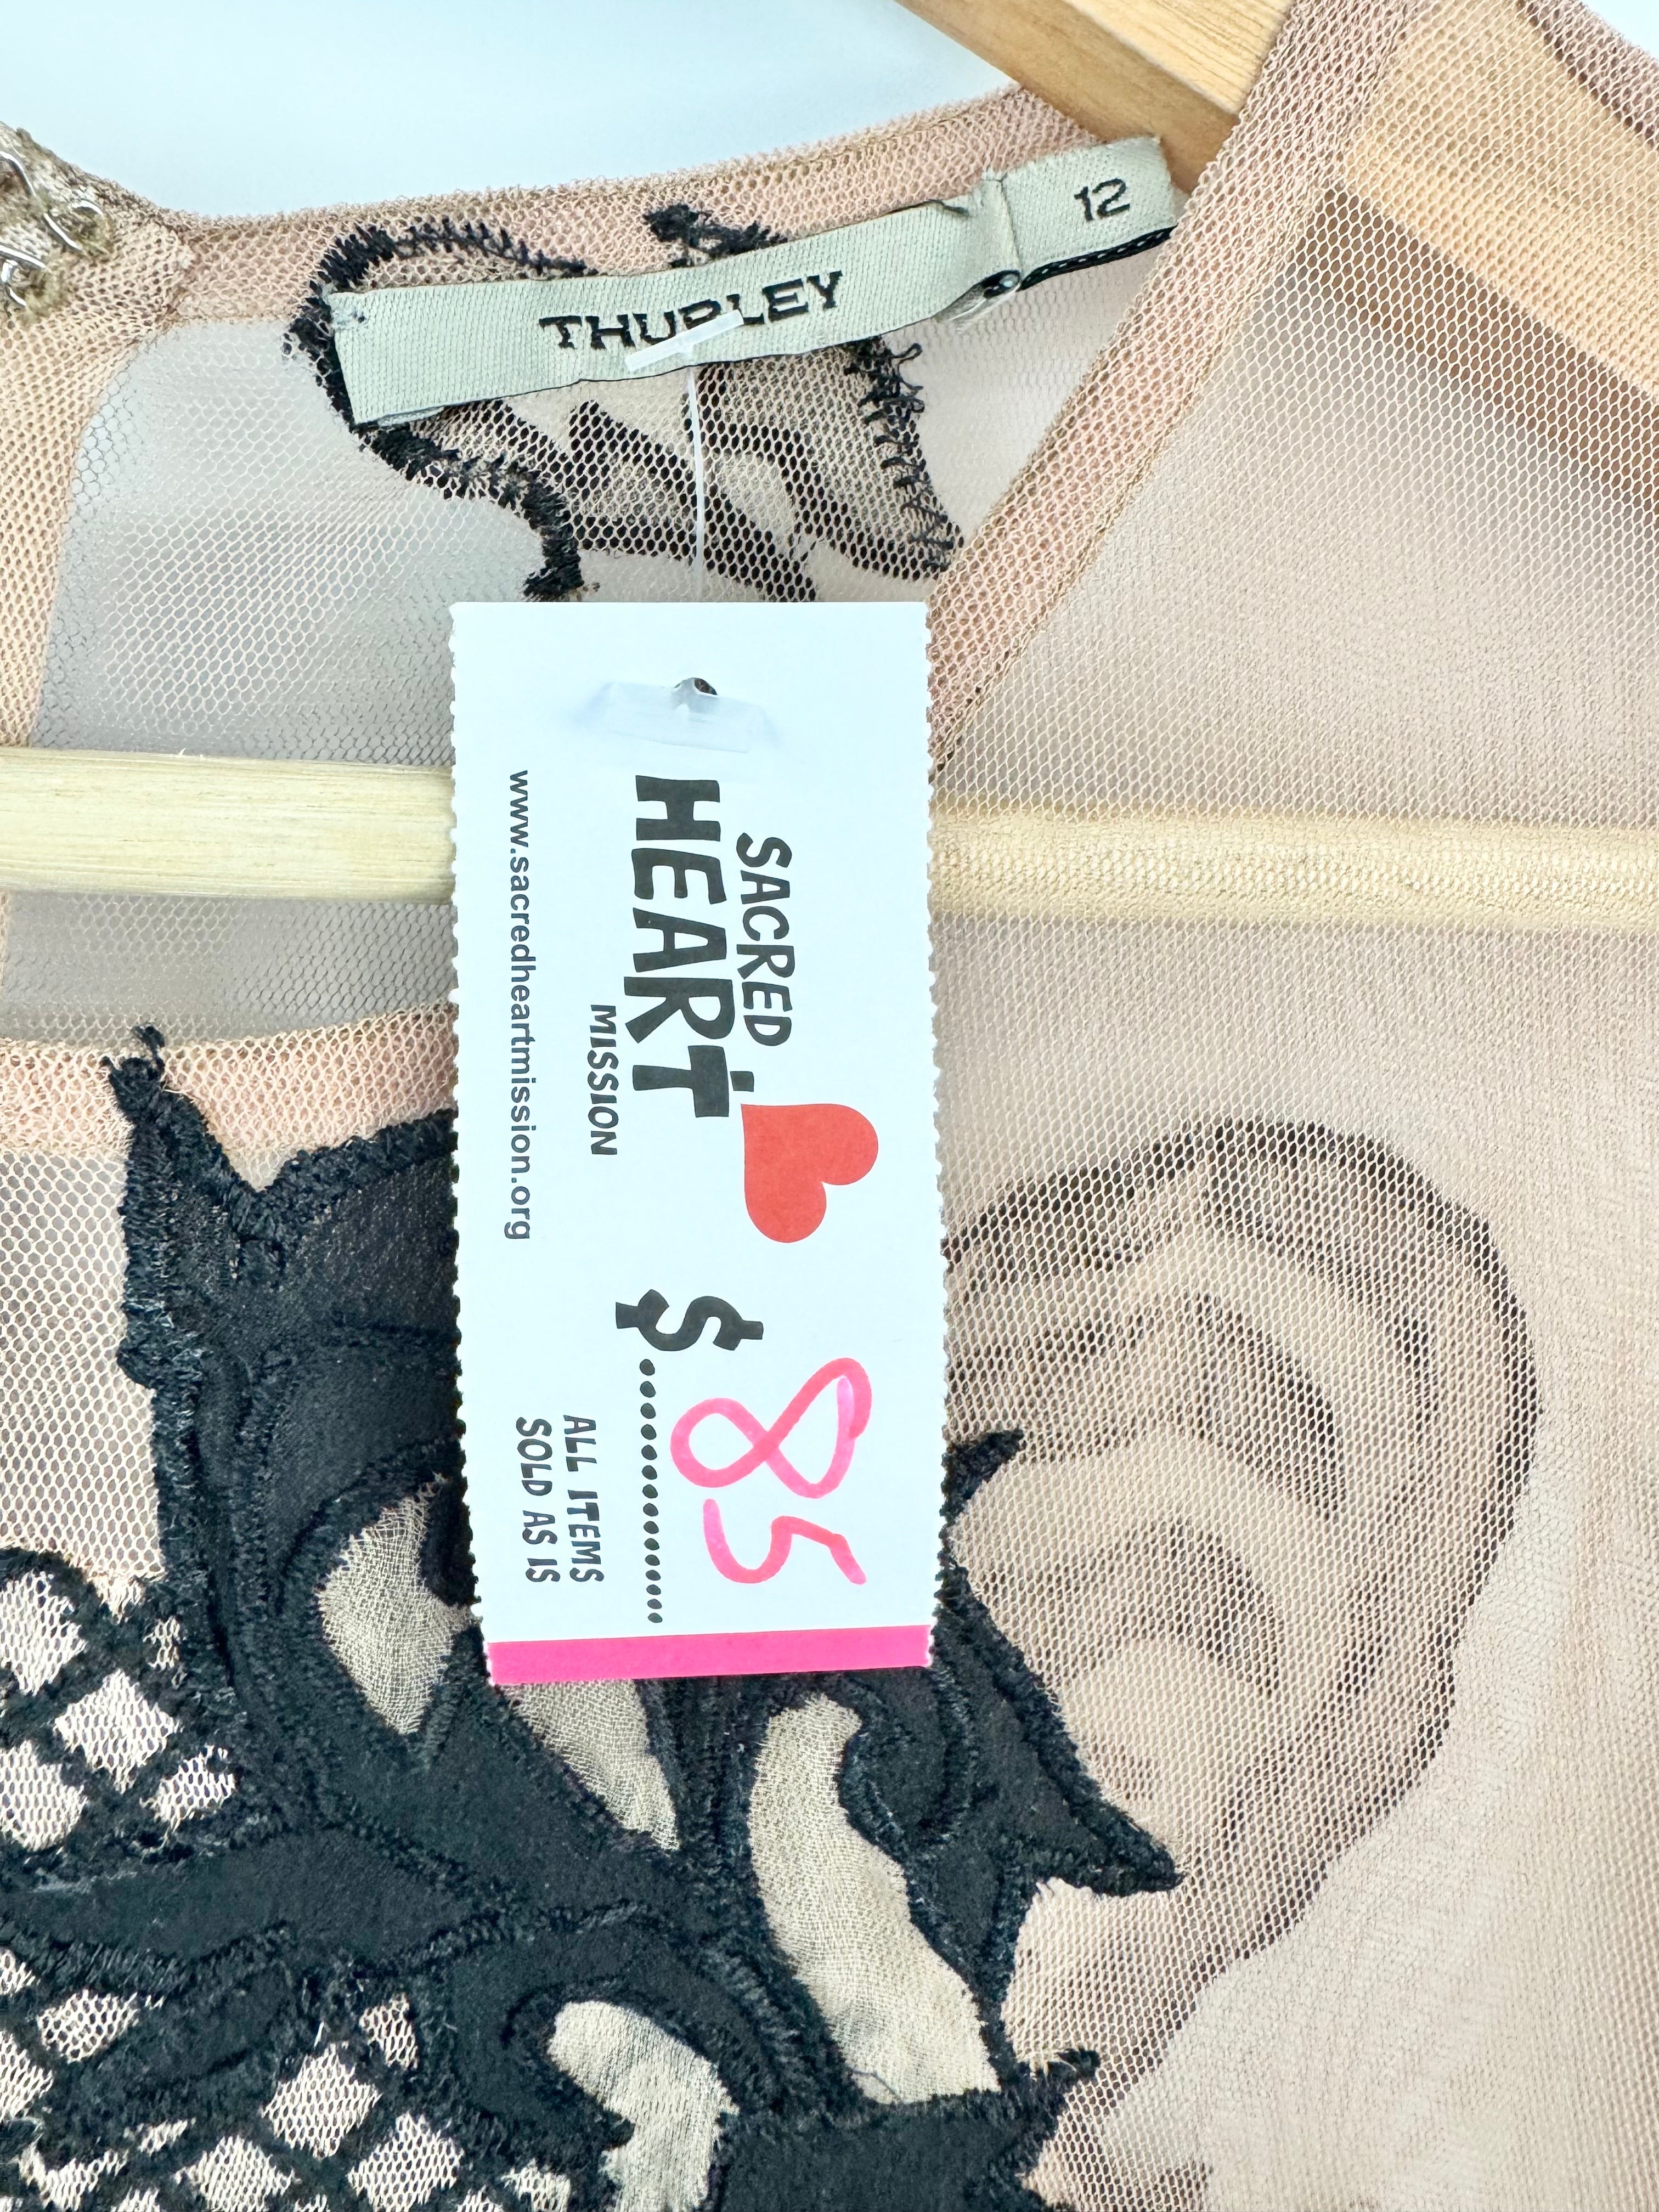 THURLEY
12
SACRED
HEART
MISSION
www.sacredheartmission.org
$ 85
ALL ITEMS
SOLD AS IS